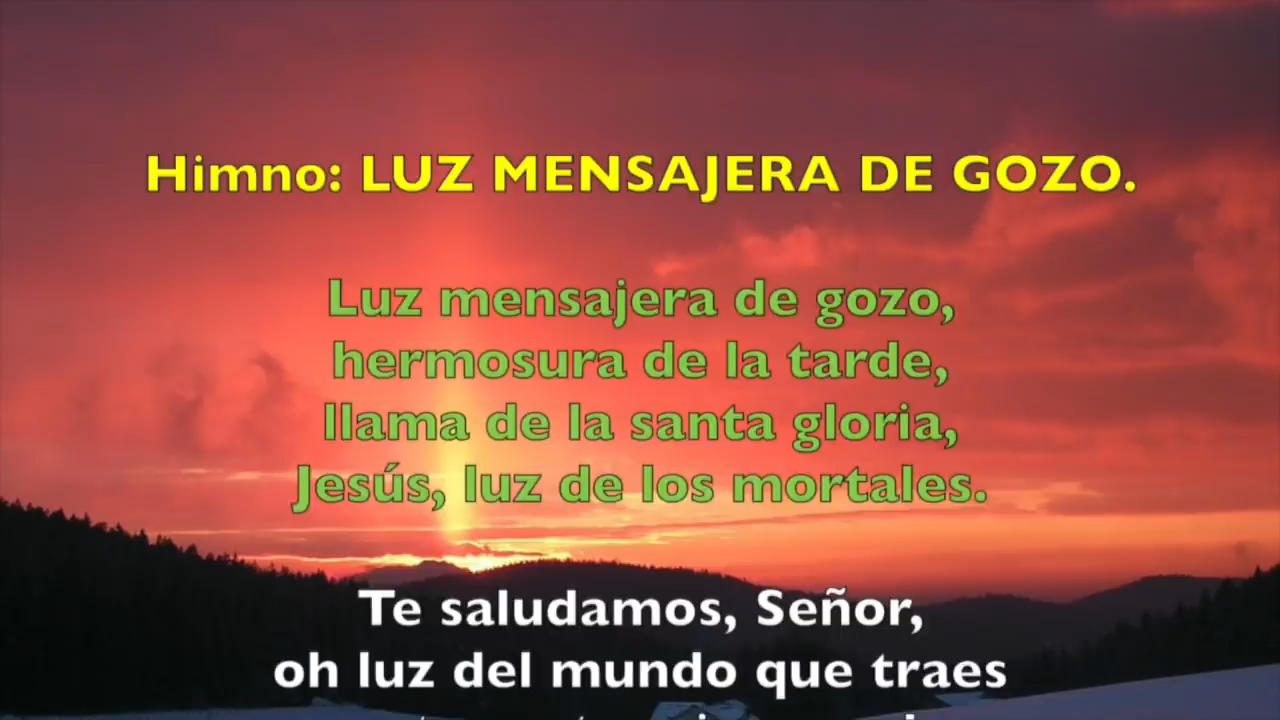 Himno: LUZ MENSAJERA DE GOZO.
Luz mensajera de gozo,
hermosura de la tarde,
llama de la santa gloria,
Jesús, luz de los mortales.
Te saludamos, Señor,
oh luz del mundo que traes